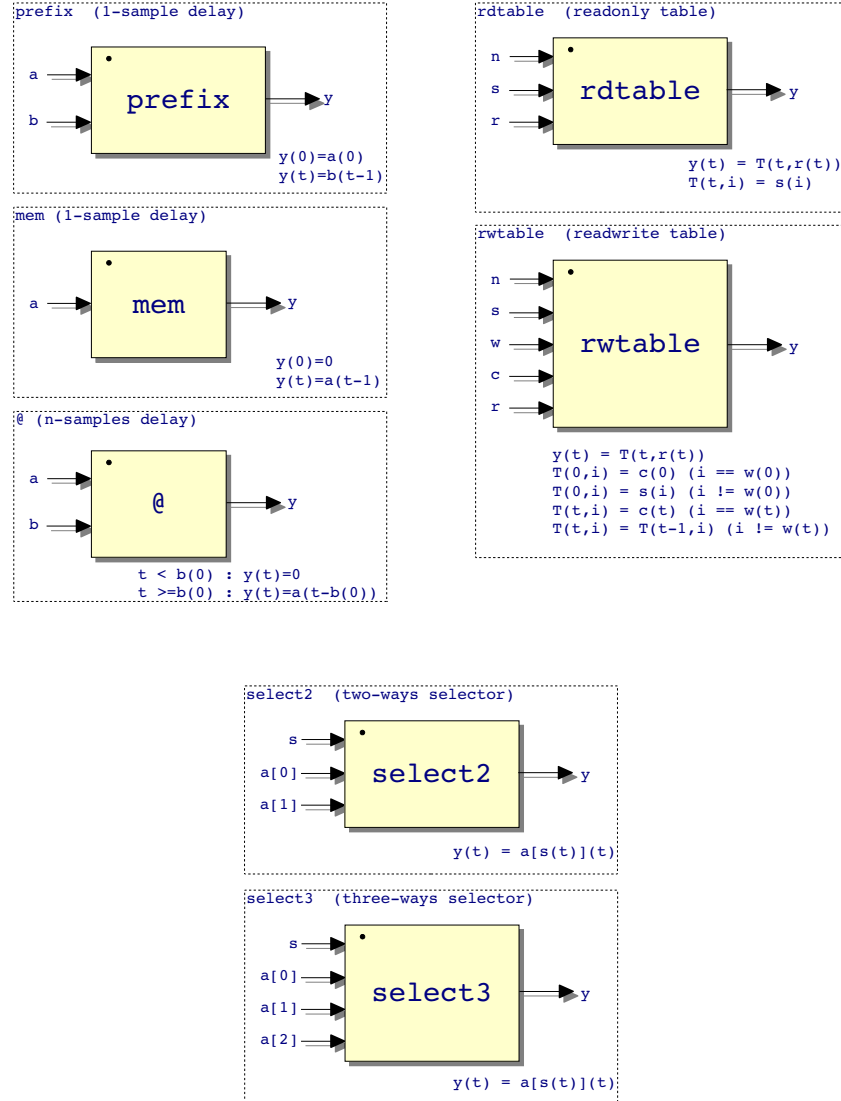 prefix  (1-sample delay)
a
b
prefix
y
y(0)=a(0)
y(t)=b(t-1)
mem (1-sample delay)
a
mem
y
y(0)=0
y(t)=a(t-1)
@ (n-samples delay)
a
b
@
y
t < b(0) : y(t)=0
t >=b(0) : y(t)=a(t-b(0))
rdtable  (readonly table)
n
s
r
rdtable
y
y(t) = T(t,r(t))
T(t,i) = s(i)
rwtable  (readwrite table)
n
s
w
c
r
rwtable
y
y(t) = T(t,r(t))
T(0,i) = c(0) (i == w(0))
T(0,i) = s(i) (i != w(0))
T(t,i) = c(t) (i == w(t))
T(t,i) = T(t-1,i) (i != w(t))
select2  (two-ways selector)
s
a[0]
a[1]
select2
y
y(t) = a[s(t)](t)
select3  (three-ways selector)
s
a[0]
a[1]
a[2]
select3
y
y(t) = a[s(t)](t)